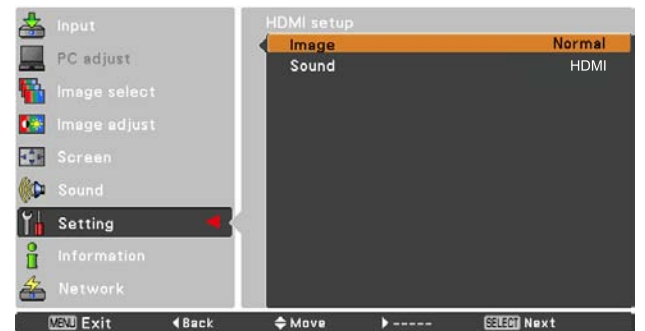 Input
PC adjust
Image select
Image adjust
Screen
Sound
Setting
Information
Network
HDMI setup
Image Normal
Sound HDMI
MENU Exit Back Move ----- SELECT Next